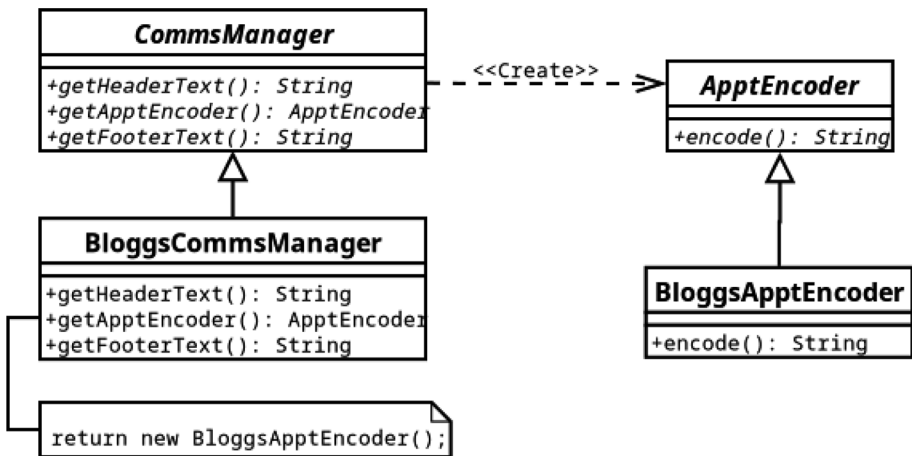 CommsManager
+getHeaderText(): String
+getApptEncoder(): ApptEncoder
+getFooterText(): String
<<Create>>
ApptEncoder
+encode(): String
BloggsCommsManager
+getHeaderText(): String
+getApptEncoder(): ApptEncoder
+getFooterText(): String
BloggsApptEncoder
+encode(): String
return new BloggsApptEncoder();